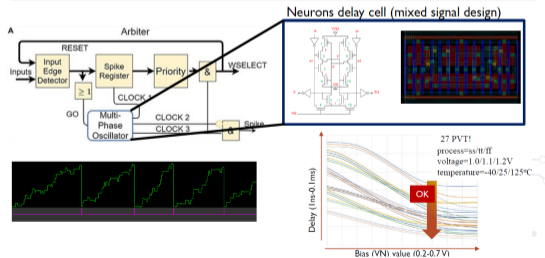 Neurons delay cell (mixed signal design)
A
Arbiter
RESET
Inputs
Input
Edge
Detector
Spike
Register
Priority
&
WSELECT
≥ 1
CLOCK
GO
Multi-
Phase
Oscillator
CLOCK 2
CLOCK 3
&
Spike
27 PVT!
process=ss/tt/ff
voltage=1.0/1.1/1.2V
temperature=-40/25/125°C
OK
Delay (1ns-0.1ms)
Bias (VN) value (0.2-0.7 V)